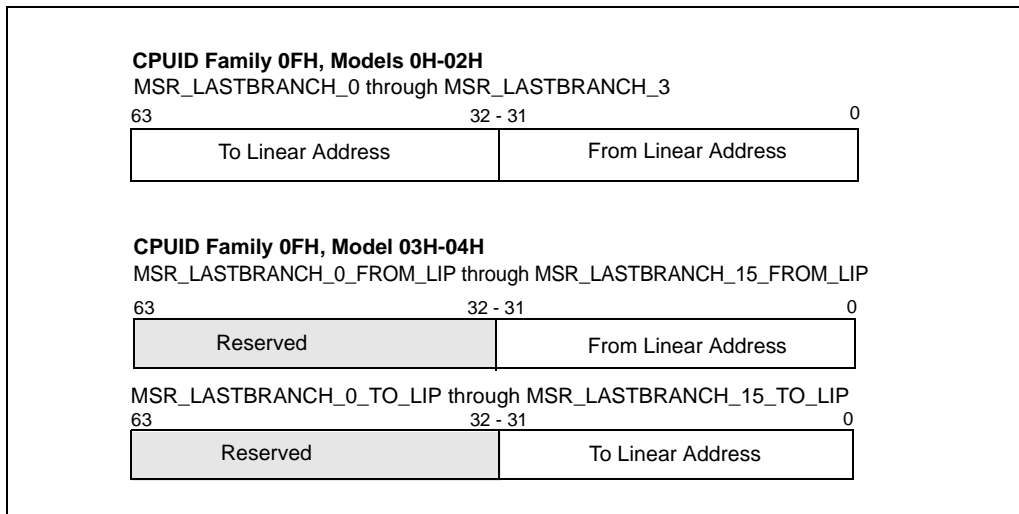 CPUID Family 0FH, Models 0H-02H
MSR_LASTBRANCH_0 through MSR_LASTBRANCH_3
63 32 - 31 0
To Linear Address From Linear Address
CPUID Family 0FH, Model 03H-04H
MSR_LASTBRANCH_0_FROM_LIP through MSR_LASTBRANCH_15_FROM_LIP
63 32 - 31 0
Reserved From Linear Address
MSR_LASTBRANCH_0_TO_LIP through MSR_LASTBRANCH_15_TO_LIP
63 32 - 31 0
Reserved To Linear Address